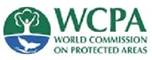 WCPA
WORLD COMMISSION
ON PROTECTED AREAS